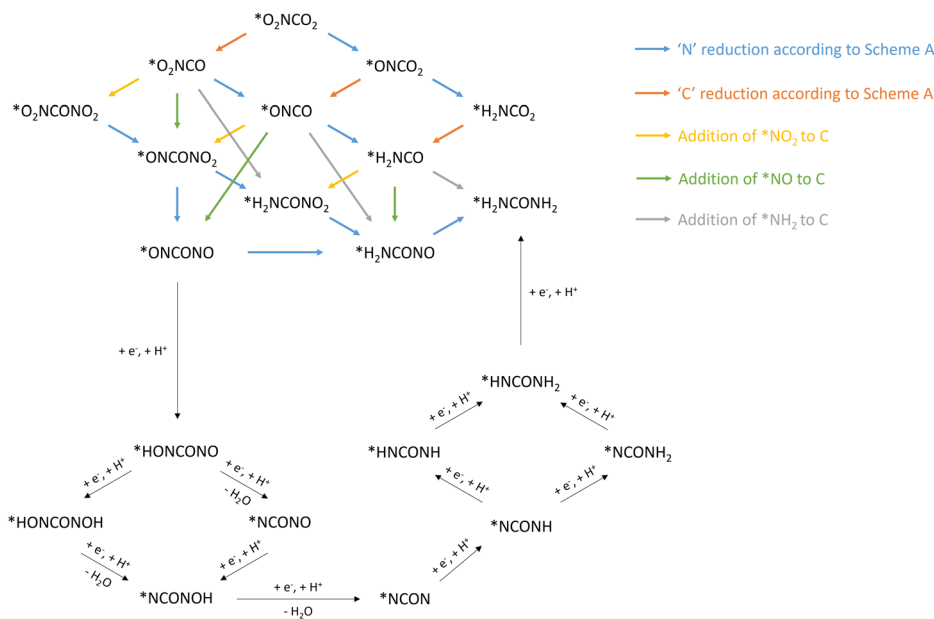 *O₂NCO₂
'N' reduction according to Scheme A
*O₂NCO
*ONCO₂
'C' reduction according to Scheme A
*O₂NCONO₂
*ONCO
*H₂NCO₂
Addition of *NO₂ to C
*ONCONO₂
*H₂NCO
Addition of *NO to C
*H₂NCONO₂
*H₂NCONH₂
Addition of *NH₂ to C
*ONCONO
*H₂NCONO
+ e⁻, + H⁺
+ e⁻, + H⁺
*HNCONH₂
+ e⁻, + H⁺
+ e⁻, + H⁺
*HONCONO
*HNCONH
*NCONH₂
+ e⁻, + H⁺
+ e⁻, + H⁺
- H₂O
+ e⁻, + H⁺
+ e⁻, + H⁺
*HONCONOH
*NCONO
*NCONH
+ e⁻, + H⁺
- H₂O
+ e⁻, + H⁺
+ e⁻, + H⁺
*NCONOH
+ e⁻, + H⁺
- H₂O
*NCON